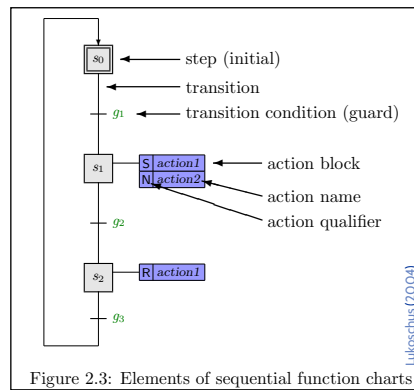 s0
step (initial)
transition
g1
transition condition (guard)
s1
S action1
N action2
action block
action name
action qualifier
g2
s2
R action1
g3
Lukoschus (2004)
Figure 2.3: Elements of sequential function charts